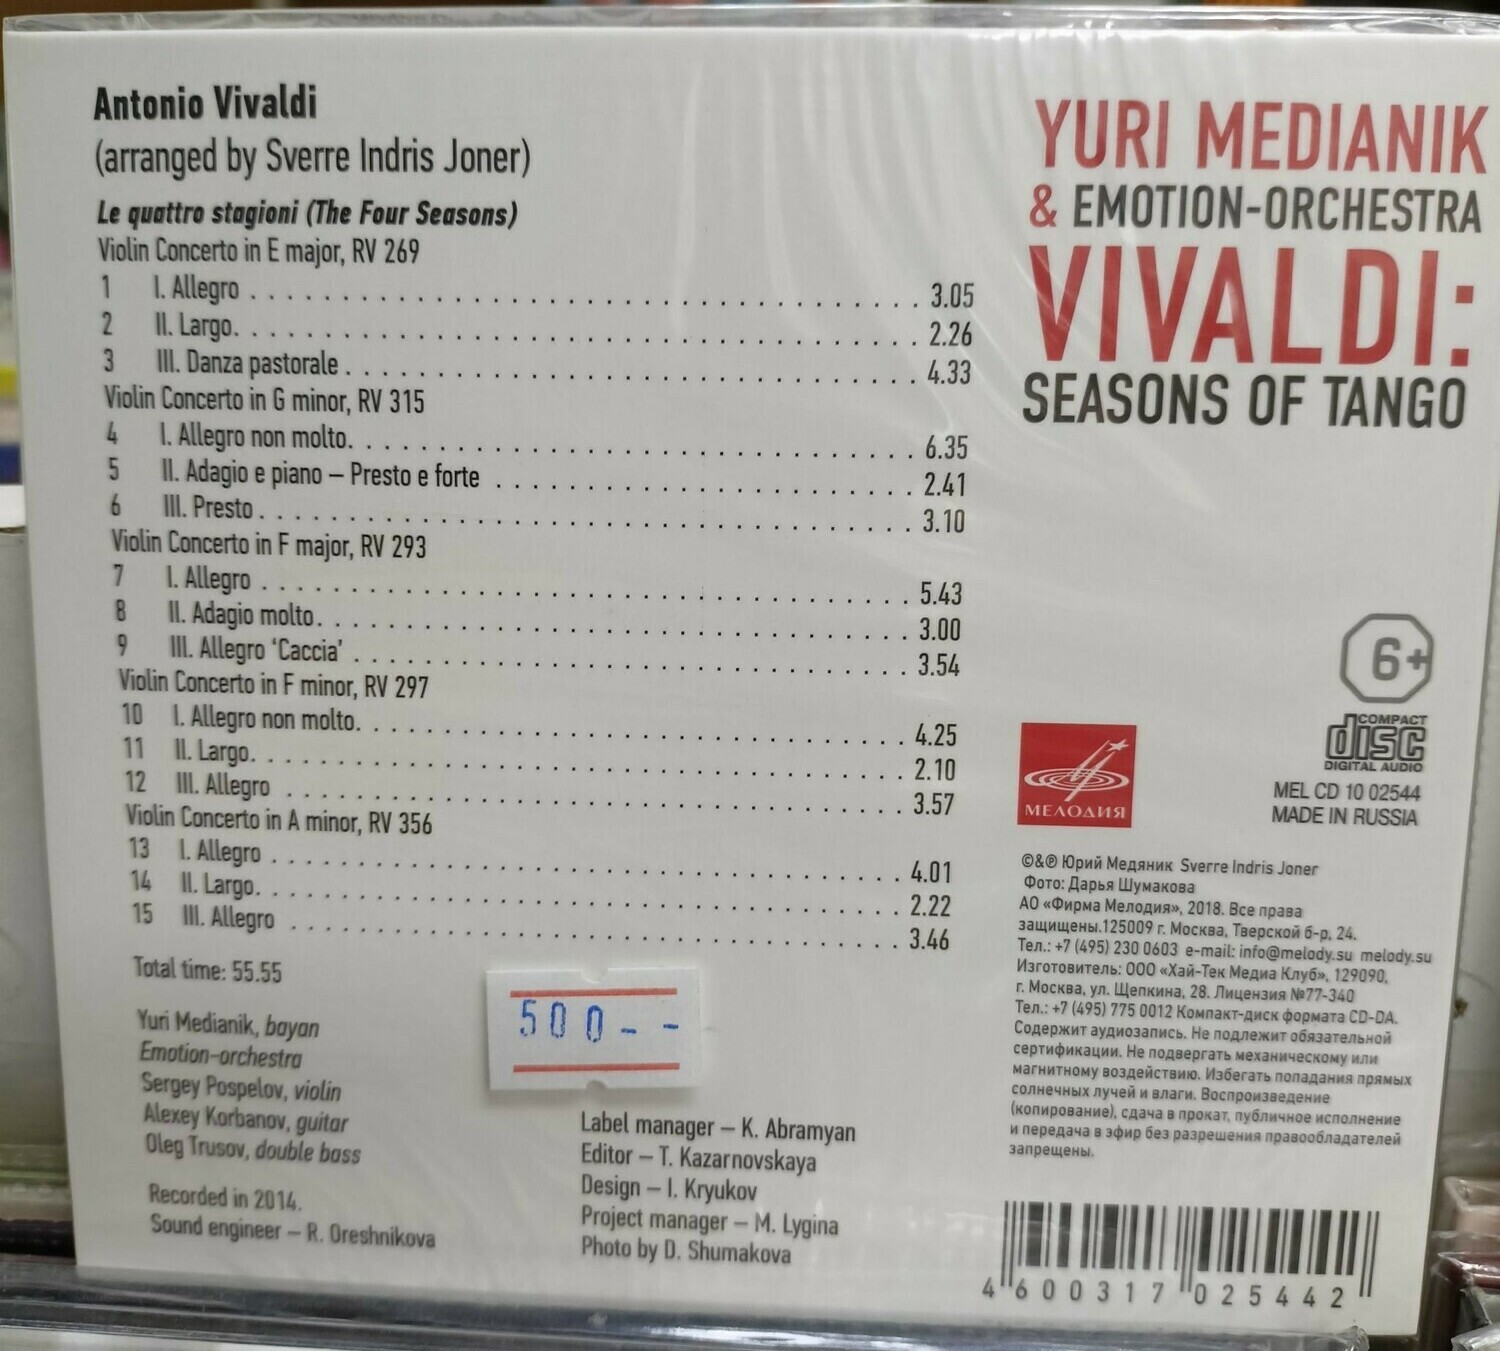 Antonio Vivaldi
(arranged by Sverre Indris Joner)
Le quattro stagioni (The Four Seasons)
Violin Concerto in E major, RV 269
1 I. Allegro . . . . . . . . . . 3.05
2 II. Largo. . . . . . . . . . 2.26
3 III. Danza pastorale . . . . . . . . . . 4.33
Violin Concerto in G minor, RV 315
4 I. Allegro non molto. . . . . . . . . . 6.35
5 II. Adagio e piano – Presto e forte . . . . . . . . . . 2.41
6 III. Presto . . . . . . . . . . 3.10
Violin Concerto in F major, RV 293
7 I. Allegro . . . . . . . . . . 5.43
8 II. Adagio molto. . . . . . . . . . 3.00
9 III. Allegro ‘Caccia’ . . . . . . . . . . 3.54
Violin Concerto in F minor, RV 297
10 I. Allegro non molto. . . . . . . . . . 4.25
11 II. Largo. . . . . . . . . . 2.10
12 III. Allegro . . . . . . . . . . 3.57
Violin Concerto in A minor, RV 356
13 I. Allegro . . . . . . . . . . 4.01
14 II. Largo. . . . . . . . . . 2.22
15 III. Allegro . . . . . . . . . . 3.46
Total time: 55.55
Yuri Medianik, bayan
Emotion-orchestra
Sergey Pospelov, violin
Alexey Korbanov, guitar
Oleg Trusov, double bass
Recorded in 2014.
Sound engineer – R. Oreshnikova
500--
Label manager – K. Abramyan
Editor – T. Kazarnovskaya
Design – I. Kryukov
Project manager – M. Lygina
Photo by D. Shumakova
YURI MEDIANIK
& EMOTION-ORCHESTRA
VIVALDI:
SEASONS OF TANGO
6+
COMPACT
disc
DIGITAL AUDIO
МЕЛОДИЯ
MEL CD 10 02544
MADE IN RUSSIA
©&℗ Юрий Медяник Sverre Indris Joner
Фото: Дарья Шумакова
АО «Фирма Мелодия», 2018. Все права
защищены.125009 г. Москва, Тверской б-р, 24.
Тел.: +7 (495) 230 0603 e-mail: info@melody.su melody.su
Изготовитель: ООО «Хай-Тек Медиа Клуб», 129090,
г. Москва, ул. Щепкина, 28. Лицензия №77-340
Тел.: +7 (495) 775 0012 Компакт-диск формата CD-DA.
Содержит аудиозапись. Не подлежит обязательной
сертификации. Не подвергать механическому или
магнитному воздействию. Избегать попадания прямых
солнечных лучей и влаги. Воспроизведение
(копирование), сдача в прокат, публичное исполнение
и передача в эфир без разрешения правообладателей
запрещены.
4 600317 025442